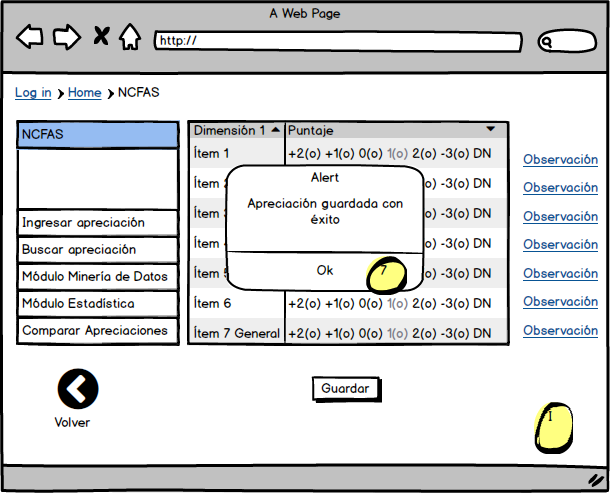 A Web Page
http://
Log in Home NCFAS
NCFAS
Ingresar apreciación
Buscar apreciación
Módulo Minería de Datos
Módulo Estadística
Comparar Apreciaciones
Dimensión 1 Puntaje
Ítem 1 +2(o) +1(o) 0(o) 1(o) 2(o) -3(o) DN
Ítem (o) -3(o) DN
Ítem (o) -3(o) DN
Ítem (o) -3(o) DN
Ítem (o) -3(o) DN
Ítem 6 +2(o) +1(o) 0(o) 1(o) 2(o) -3(o) DN
Ítem 7 General +2(o) +1(o) 0(o) 1(o) 2(o) -3(o) DN
Alert
Apreciación guardada con
éxito
Ok
7
Observación
Observación
Observación
Observación
Observación
Observación
Observación
Volver
Guardar
1